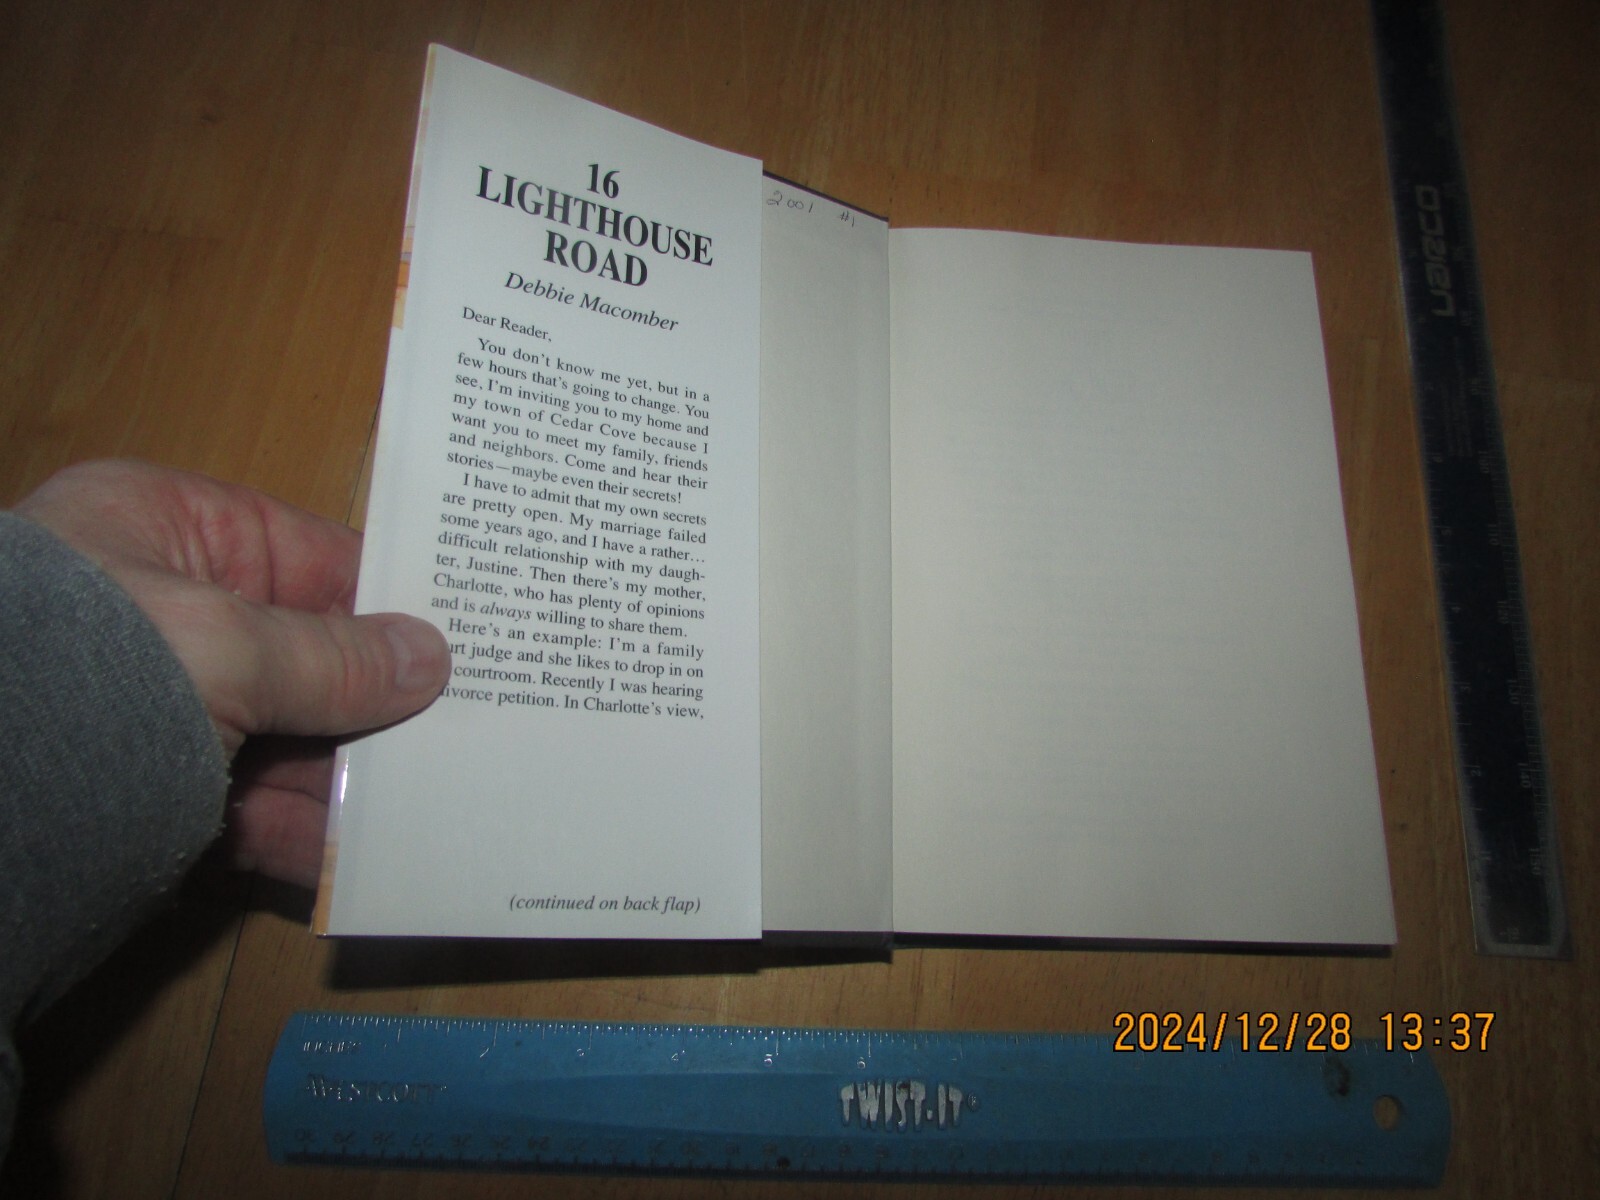 16
LIGHTHOUSE
ROAD
Debbie Macomber
Dear Reader,
You don't know me yet, but in a
few hours that's going to change. You
see, I'm inviting you to my home and
my town of Cedar Cove because I
want you to meet my family, friends
and neighbors. Come and hear their
stories—maybe even their secrets!
I have to admit that my own secrets
are pretty open. My marriage failed
some years ago, and I have a rather...
difficult relationship with my daugh-
ter, Justine. Then there's my mother,
Charlotte, who has plenty of opinions
and is always willing to share them.
Here's an example: I'm a family
urt judge and she likes to drop in on
courtroom. Recently I was hearing
ivorce petition. In Charlotte's view,
(continued on back flap)
2001 #1
2024/12/28 13:37
INCHES
WESTCOTT
TWIST-IT®